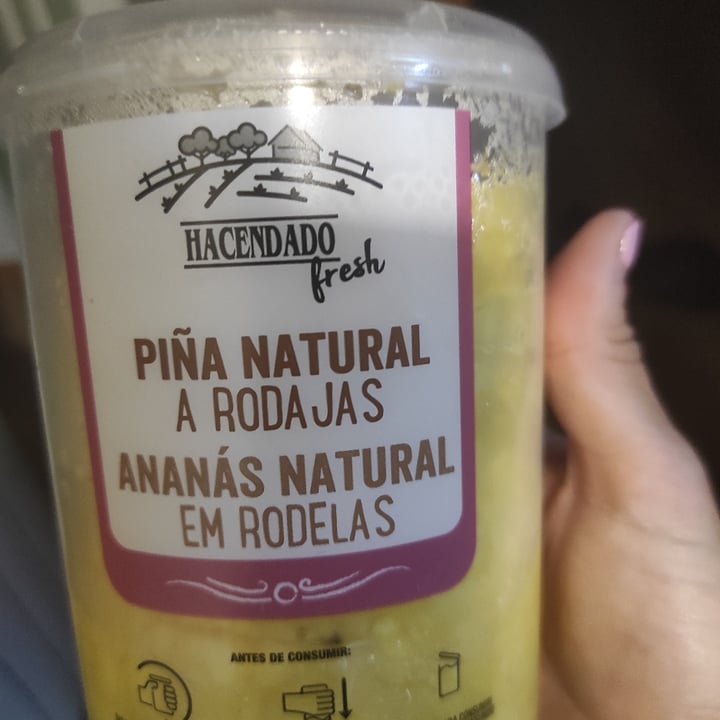 HACENDADO
fresh
PIÑA NATURAL
A RODAJAS
ANANÁS NATURAL
EM RODELAS
ANTES DE CONSUMIR: